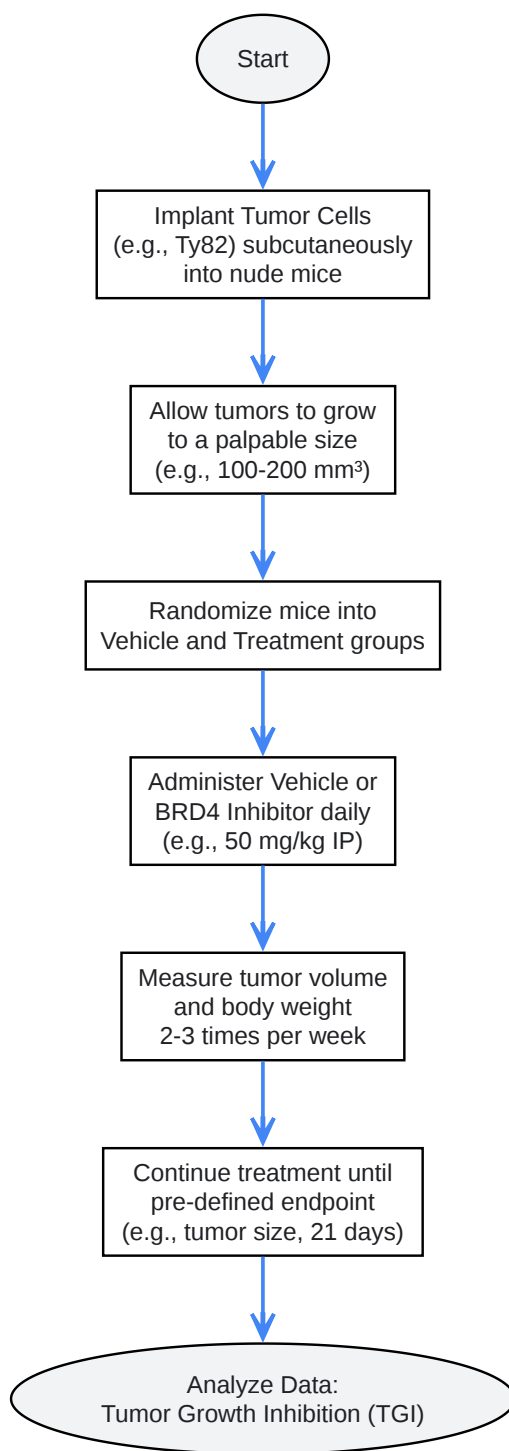 Start
Implant Tumor Cells
(e.g., Ty82) subcutaneously
into nude mice
Allow tumors to grow
to a palpable size
(e.g., 100-200 mm³)
Randomize mice into
Vehicle and Treatment groups
Administer Vehicle or
BRD4 Inhibitor daily
(e.g., 50 mg/kg IP)
Measure tumor volume
and body weight
2-3 times per week
Continue treatment until
pre-defined endpoint
(e.g., tumor size, 21 days)
Analyze Data:
Tumor Growth Inhibition (TGI)